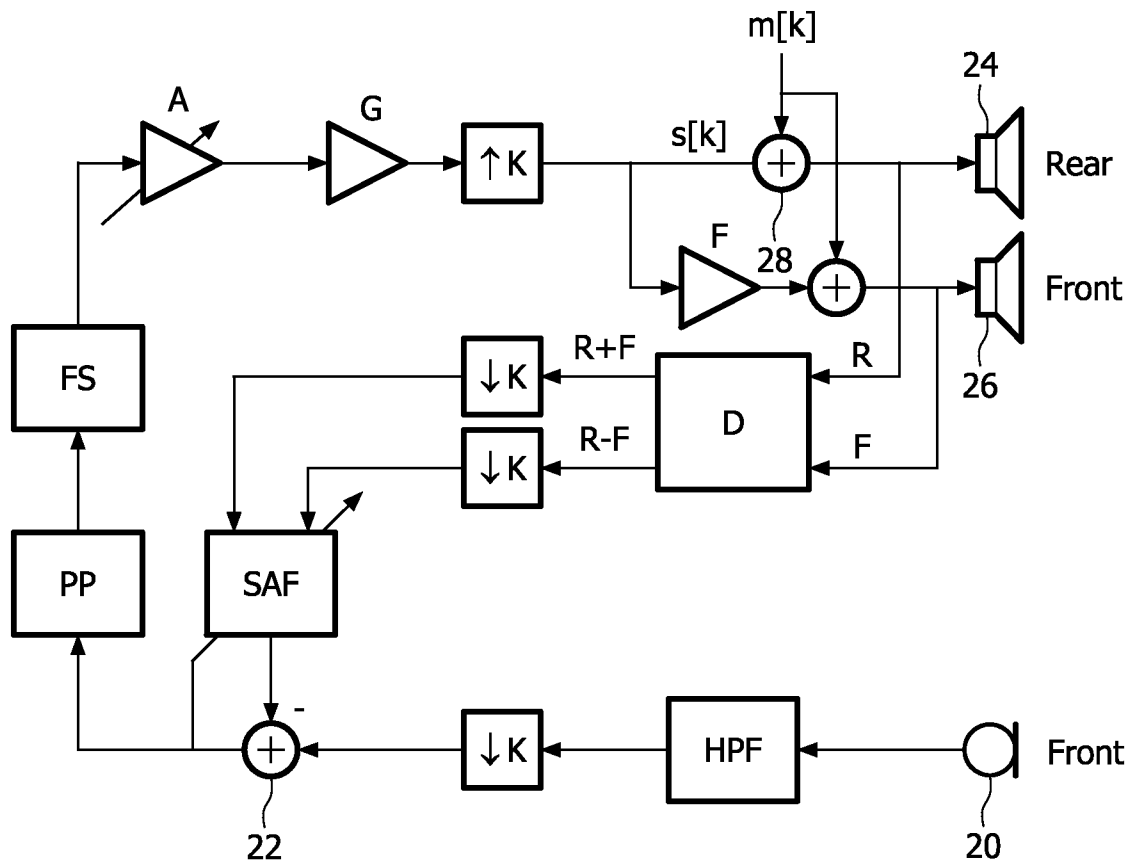 m[k]
24
A
G
↑K
s[k]
+
Rear
28
F
+
Front
26
FS
R+F
↓K
R
D
R-F
↓K
F
PP
SAF
-
+
↓K
HPF
Front
22
20